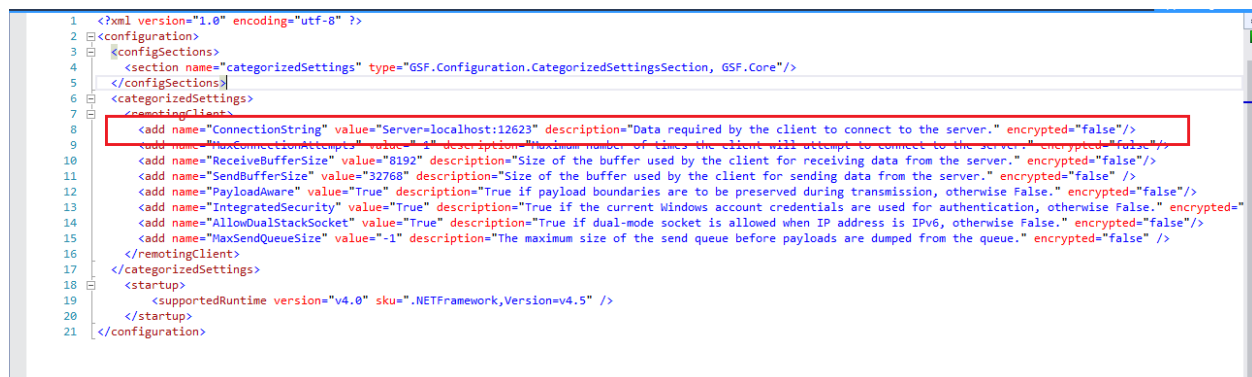 1 <?xml version="1.0" encoding="utf-8" ?>
2 <configuration>
3 <configSections>
4 <section name="categorizedSettings" type="GSF.Configuration.CategorizedSettingsSection, GSF.Core"/>
5 </configSections>
6 <categorizedSettings>
7 <remotingClient>
8 <add name="ConnectionString" value="Server=localhost:12623" description="Data required by the client to connect to the server." encrypted="false"/>
9 <add name="MaxConnectionAttempts" value="-1" description="Maximum number of times the client will attempt to connect to the server." encrypted="false"/>
10 <add name="ReceiveBufferSize" value="8192" description="Size of the buffer used by the client for receiving data from the server." encrypted="false"/>
11 <add name="SendBufferSize" value="32768" description="Size of the buffer used by the client for sending data from the server." encrypted="false" />
12 <add name="PayloadAware" value="True" description="True if payload boundaries are to be preserved during transmission, otherwise False." encrypted="false"/>
13 <add name="IntegratedSecurity" value="True" description="True if the current Windows account credentials are used for authentication, otherwise False." encrypted="
14 <add name="AllowDualStackSocket" value="True" description="True if dual-mode socket is allowed when IP address is IPv6, otherwise False." encrypted="false"/>
15 <add name="MaxSendQueueSize" value="-1" description="The maximum size of the send queue before payloads are dumped from the queue." encrypted="false" />
16 </remotingClient>
17 </categorizedSettings>
18 <startup>
19 <supportedRuntime version="v4.0" sku=".NETFramework,Version=v4.5" />
20 </startup>
21 </configuration>